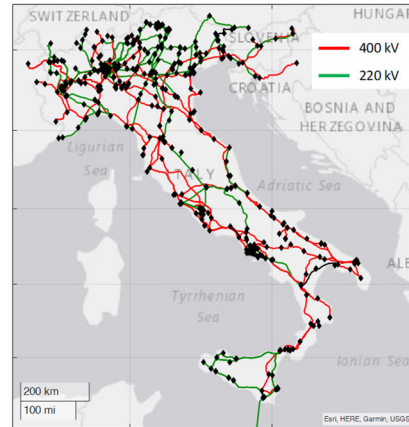 SWITZERLAND
HUNGAR
SLOVENIA
400 kV
220 kV
CROATIA
BOSNIA AND
HERZEGOVINA
Ligurian
Sea
ITALY
Adriatic Sea
ALB
Tyrrhenian
Sea
Ionian Sea
200 km
100 mi
Esri, HERE, Garmin, USGS